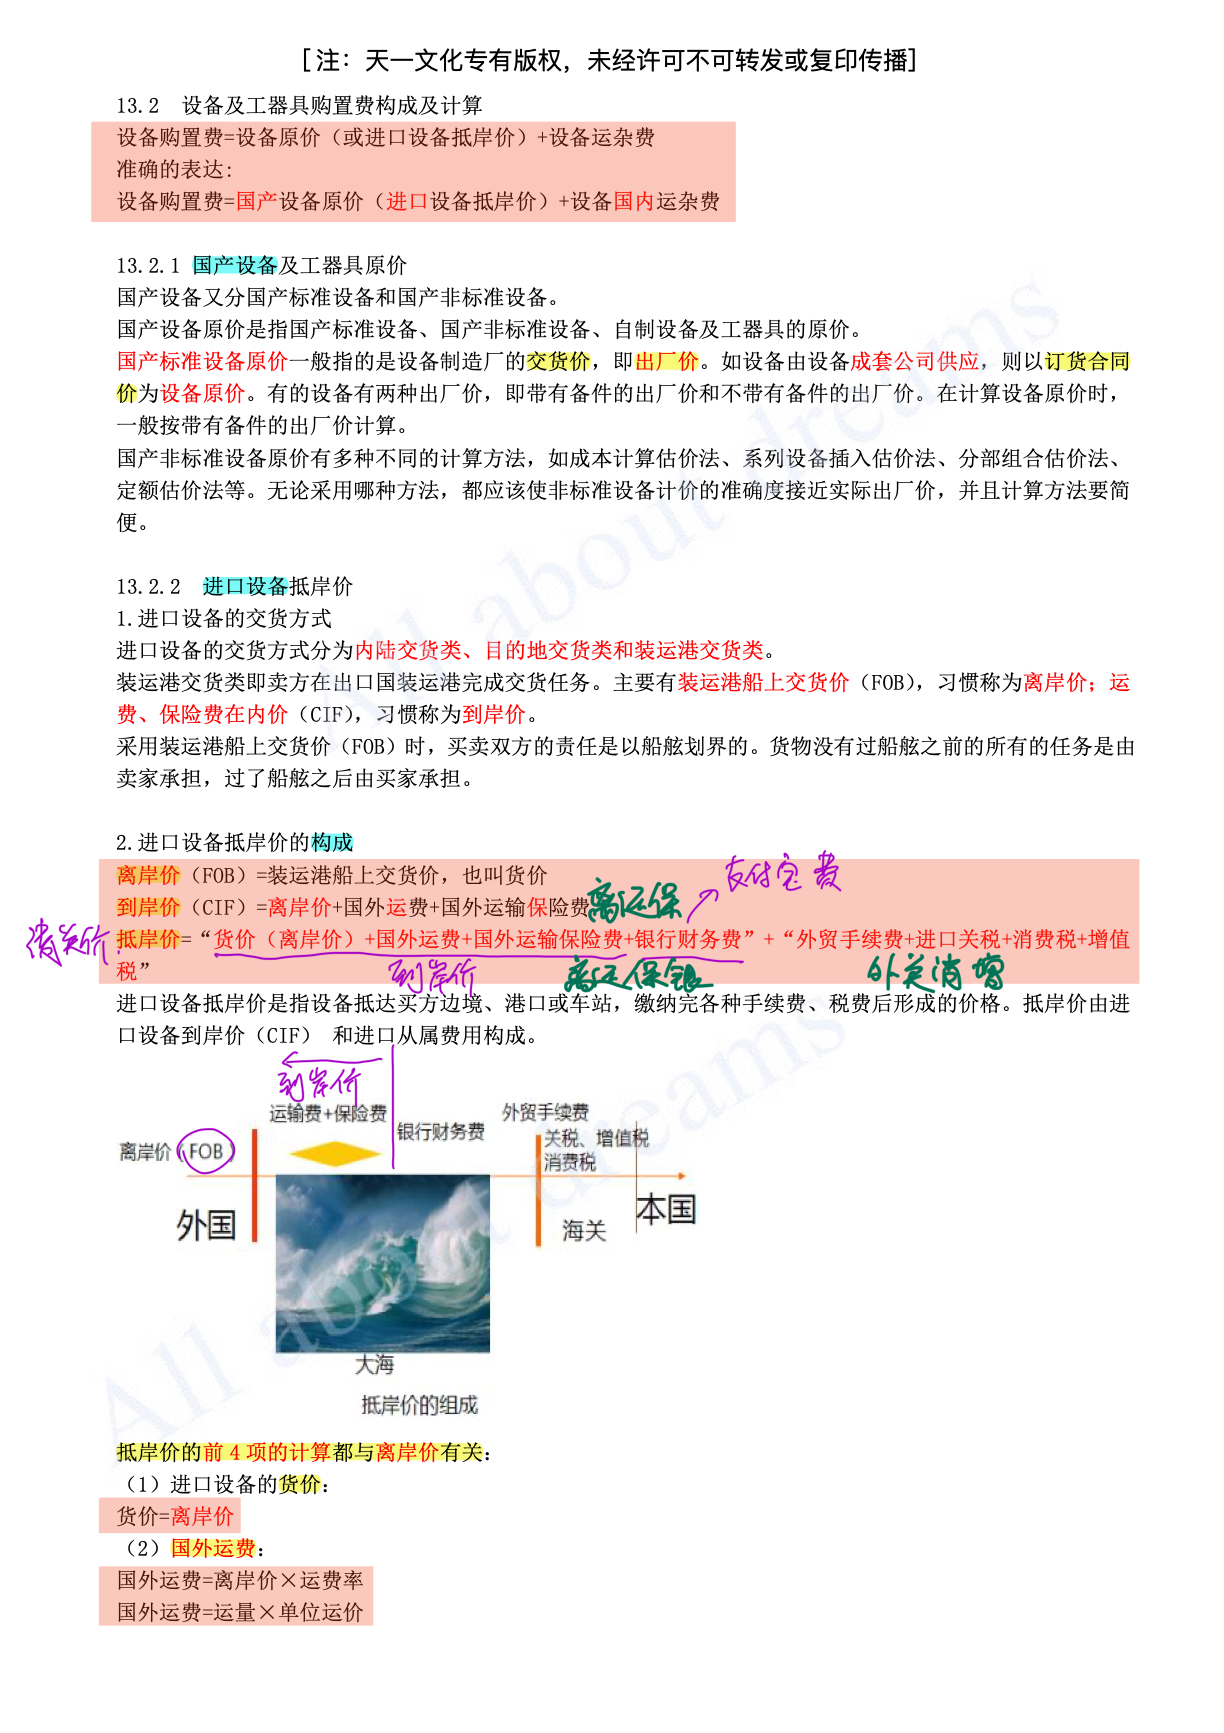 [注：天一文化专有版权，未经许可不可转发或复印传播]
13.2 设备及工器具购置费构成及计算
设备购置费=设备原价（或进口设备抵岸价）+设备运杂费
准确的表达：
设备购置费=国产设备原价（进口设备抵岸价）+设备国内运杂费
13.2.1 国产设备及工器具原价
国产设备又分国产标准设备和国产非标准设备。
国产设备原价是指国产标准设备、国产非标准设备、自制设备及工器具的原价。
国产标准设备原价一般指的是设备制造厂的交货价，即出厂价。如设备由设备成套公司供应，则以订货合同
价为设备原价。有的设备有两种出厂价，即带有备件的出厂价和不带有备件的出厂价。在计算设备原价时，
一般按带有备件的出厂价计算。
国产非标准设备原价有多种不同的计算方法，如成本计算估价法、系列设备插入估价法、分部组合估价法、
定额估价法等。无论采用哪种方法，都应该使非标准设备计价的准确度接近实际出厂价，并且计算方法要简
便。
13.2.2 进口设备抵岸价
1.进口设备的交货方式
进口设备的交货方式分为内陆交货类、目的地交货类和装运港交货类。
装运港交货类即卖方在出口国装运港完成交货任务。主要有装运港船上交货价（FOB），习惯称为离岸价；运
费、保险费在内价（CIF），习惯称为到岸价。
采用装运港船上交货价（FOB）时，买卖双方的责任是以船舷划界的。货物没有过船舷之前的所有的任务是由
卖家承担，过了船舷之后由买家承担。
2.进口设备抵岸价的构成
离岸价（FOB）=装运港船上交货价，也叫货价
支付宝费
到岸价（CIF）=离岸价+国外运费+国外运输保险费
离运保
清关价：
抵岸价=“货价（离岸价）+国外运费+国外运输保险费+银行财务费”+“外贸手续费+进口关税+消费税+增值
税”
到岸价
离运保银
外关消增
进口设备抵岸价是指设备抵达买方边境、港口或车站，缴纳完各种手续费、税费后形成的价格。抵岸价由进
口设备到岸价（CIF） 和进口从属费用构成。
到岸价
运输费+保险费
银行财务费
外贸手续费
关税、增值税
消费税
离岸价（FOB）
外国
海关
本国
大海
抵岸价的组成
抵岸价的前 4 项的计算都与离岸价有关：
（1）进口设备的货价：
货价=离岸价
（2）国外运费：
国外运费=离岸价×运费率
国外运费=运量×单位运价
All about dreams
All about dreams